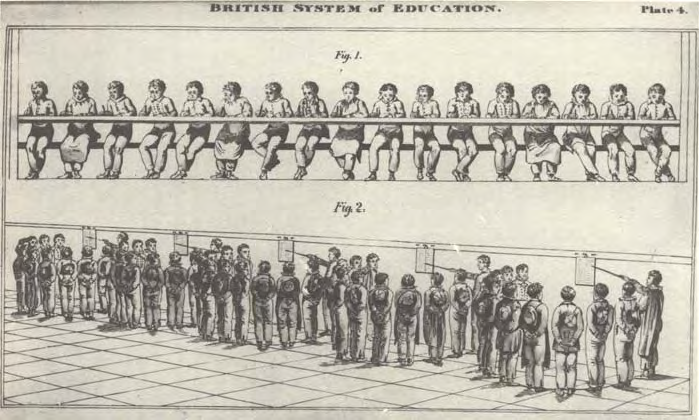 BRITISH SYSTEM of EDUCATION.
Plate 4.
Fig. 1.
Fig. 2.